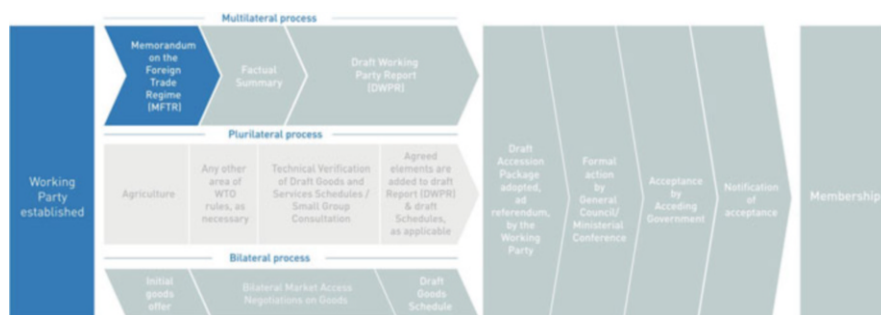 Multilateral process
Working
Party
established
Memorandum
on the
Foreign
Trade
Regime
(MFTR)
Factual
Summary
Draft Working
Party Report
(DWPR)
Plurilateral process
Agriculture
Any other
area of
WTO
rules, as
necessary
Technical Verification
of Draft Goods and
Services Schedules /
Small Group
Consultation
Agreed
elements are
added to draft
Report (DWPR)
& draft
Schedules,
as applicable
Bilateral process
Initial
goods
offer
Bilateral Market Access
Negotiations on Goods
Draft
Goods
Schedule
Draft
Accession
Package
adopted,
ad
referendum,
by the
Working
Party
Formal
action
by
General
Council/
Ministerial
Conference
Acceptance
by
Acceding
Government
Notification
of
acceptance
Membership